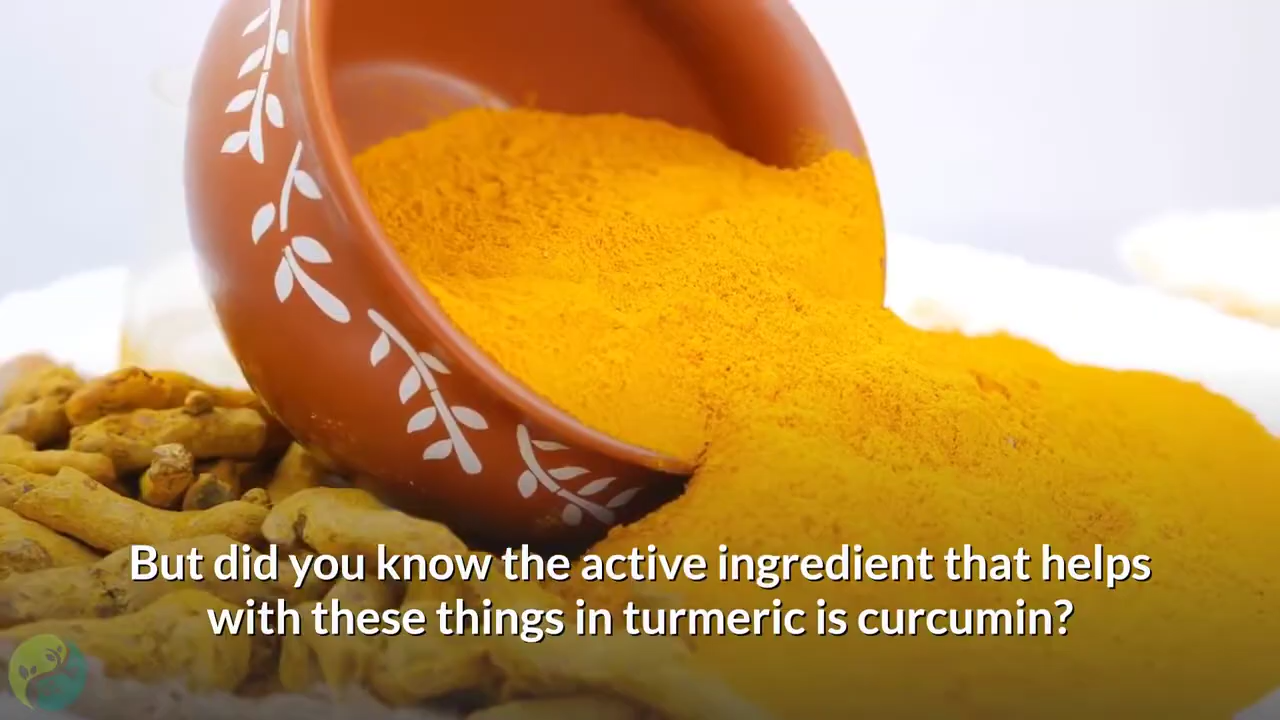 But did you know the active ingredient that helps
with these things in turmeric is curcumin?